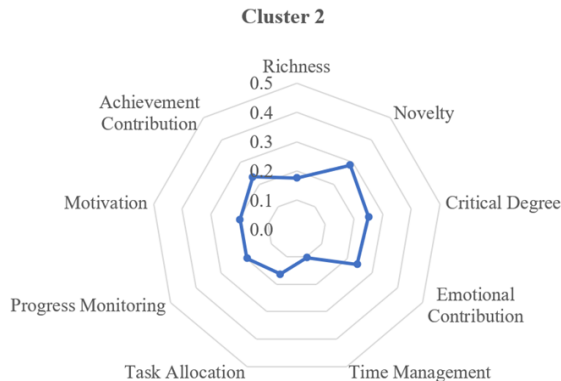 Cluster 2
Richness
Novelty
Critical Degree
Emotional
Contribution
Time Management
Task Allocation
Progress Monitoring
Motivation
Achievement
Contribution
0.5
0.4
0.3
0.2
0.1
0.0